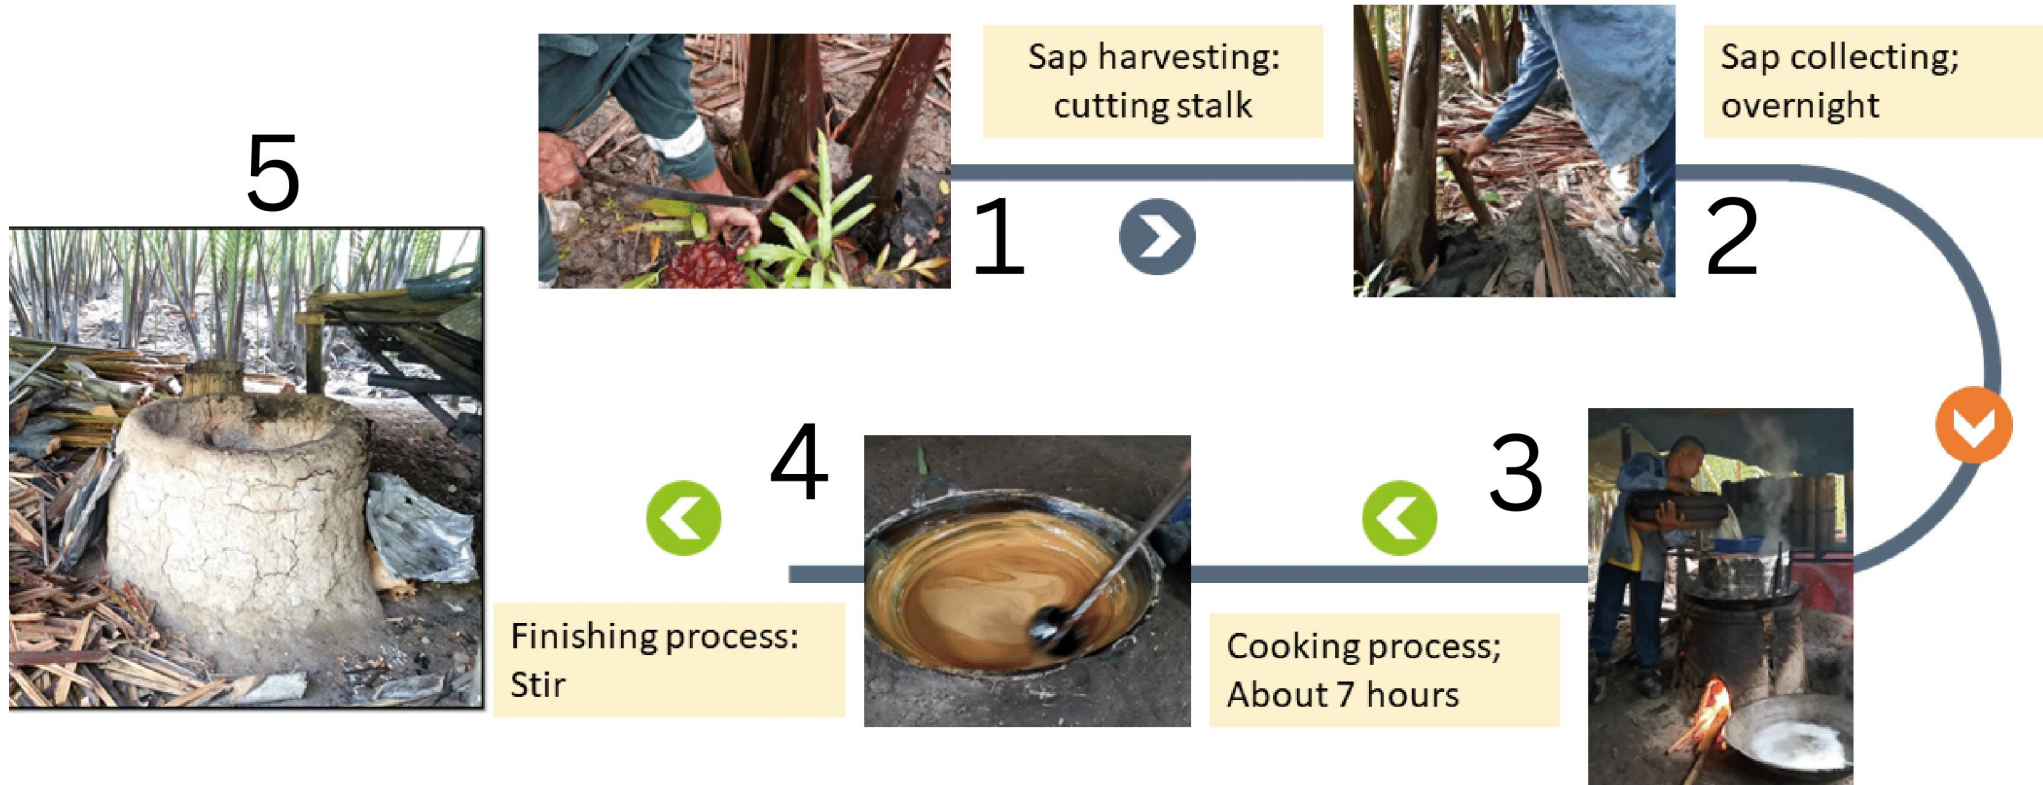 Sap harvesting:
cutting stalk
1
Sap collecting;
overnight
2
3
Cooking process;
About 7 hours
4
Finishing process:
Stir
5